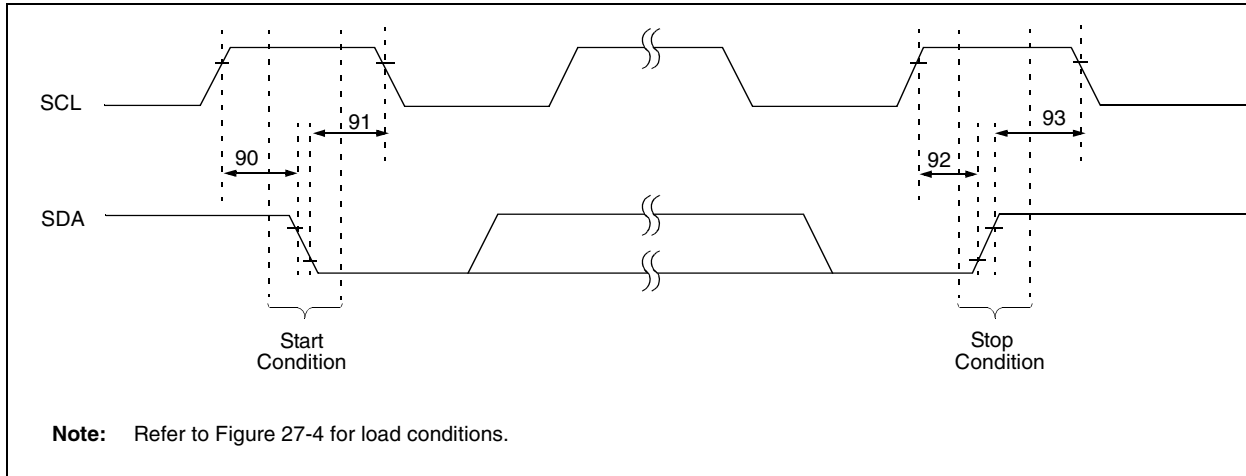 SCL
91
93
90
92
SDA
Start
Condition
Stop
Condition
Note: Refer to Figure 27-4 for load conditions.